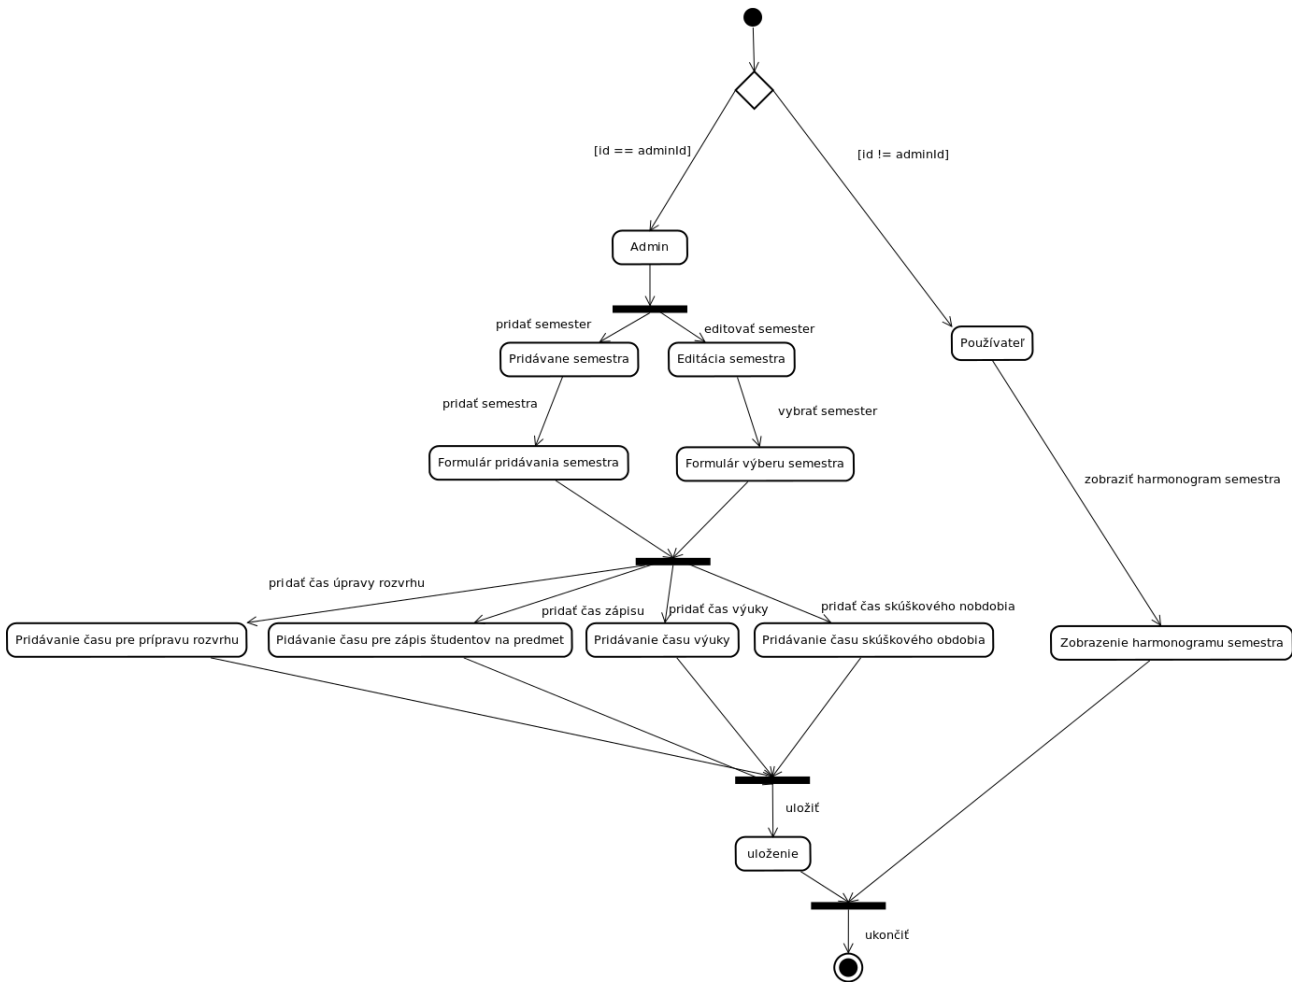 [id == adminId]
[id != adminId]
Admin
pridať semester
editovať semester
Pridávane semestra
Editácia semestra
Používateľ
pridať semestra
vybrať semester
Formulár pridávania semestra
Formulár výberu semestra
zobraziť harmonogram semestra
pridať čas úpravy rozvrhu
pridať čas zápisu
pridať čas výuky
pridať čas skúškového nobdobia
Pridávanie času pre prípravu rozvrhu
Pidávanie času pre zápis študentov na predmet
Pridávanie času výuky
Pridávanie času skúškového obdobia
Zobrazenie harmonogramu semestra
uložiť
uloženie
ukončiť